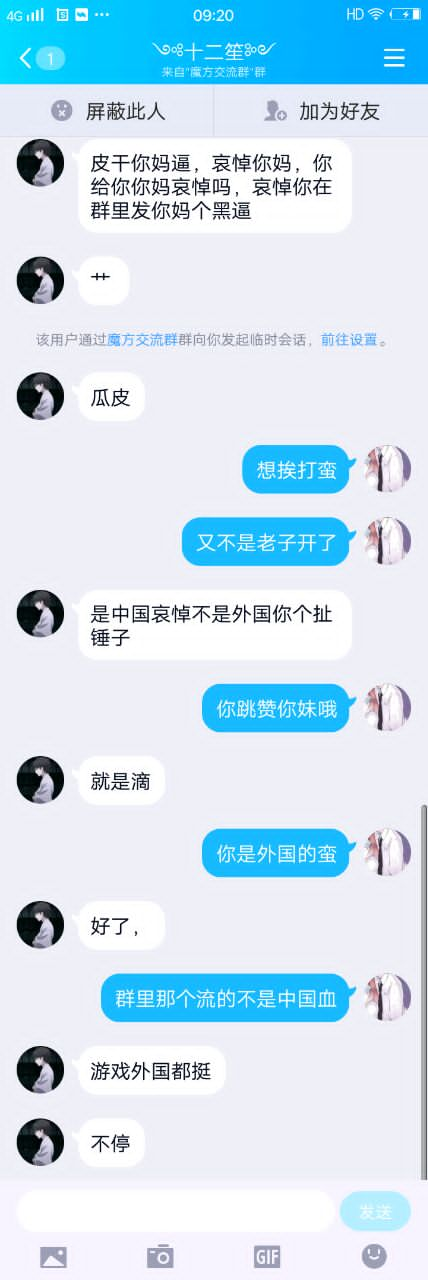 4G
09:20
HD
1
十二笙
来自"魔方交流群"群
屏蔽此人
加为好友
皮干你妈逼，哀悼你妈，你
给你你妈哀悼吗，哀悼你在
群里发你妈个黑逼
艹
该用户通过魔方交流群群向你发起临时会话，前往设置。
瓜皮
想挨打蛮
又不是老子开了
是中国哀悼不是外国你个扯
锤子
你跳赞你妹哦
就是滴
你是外国的蛮
好了，
群里那个流的不是中国血
游戏外国都挺
不停
发送
GIF